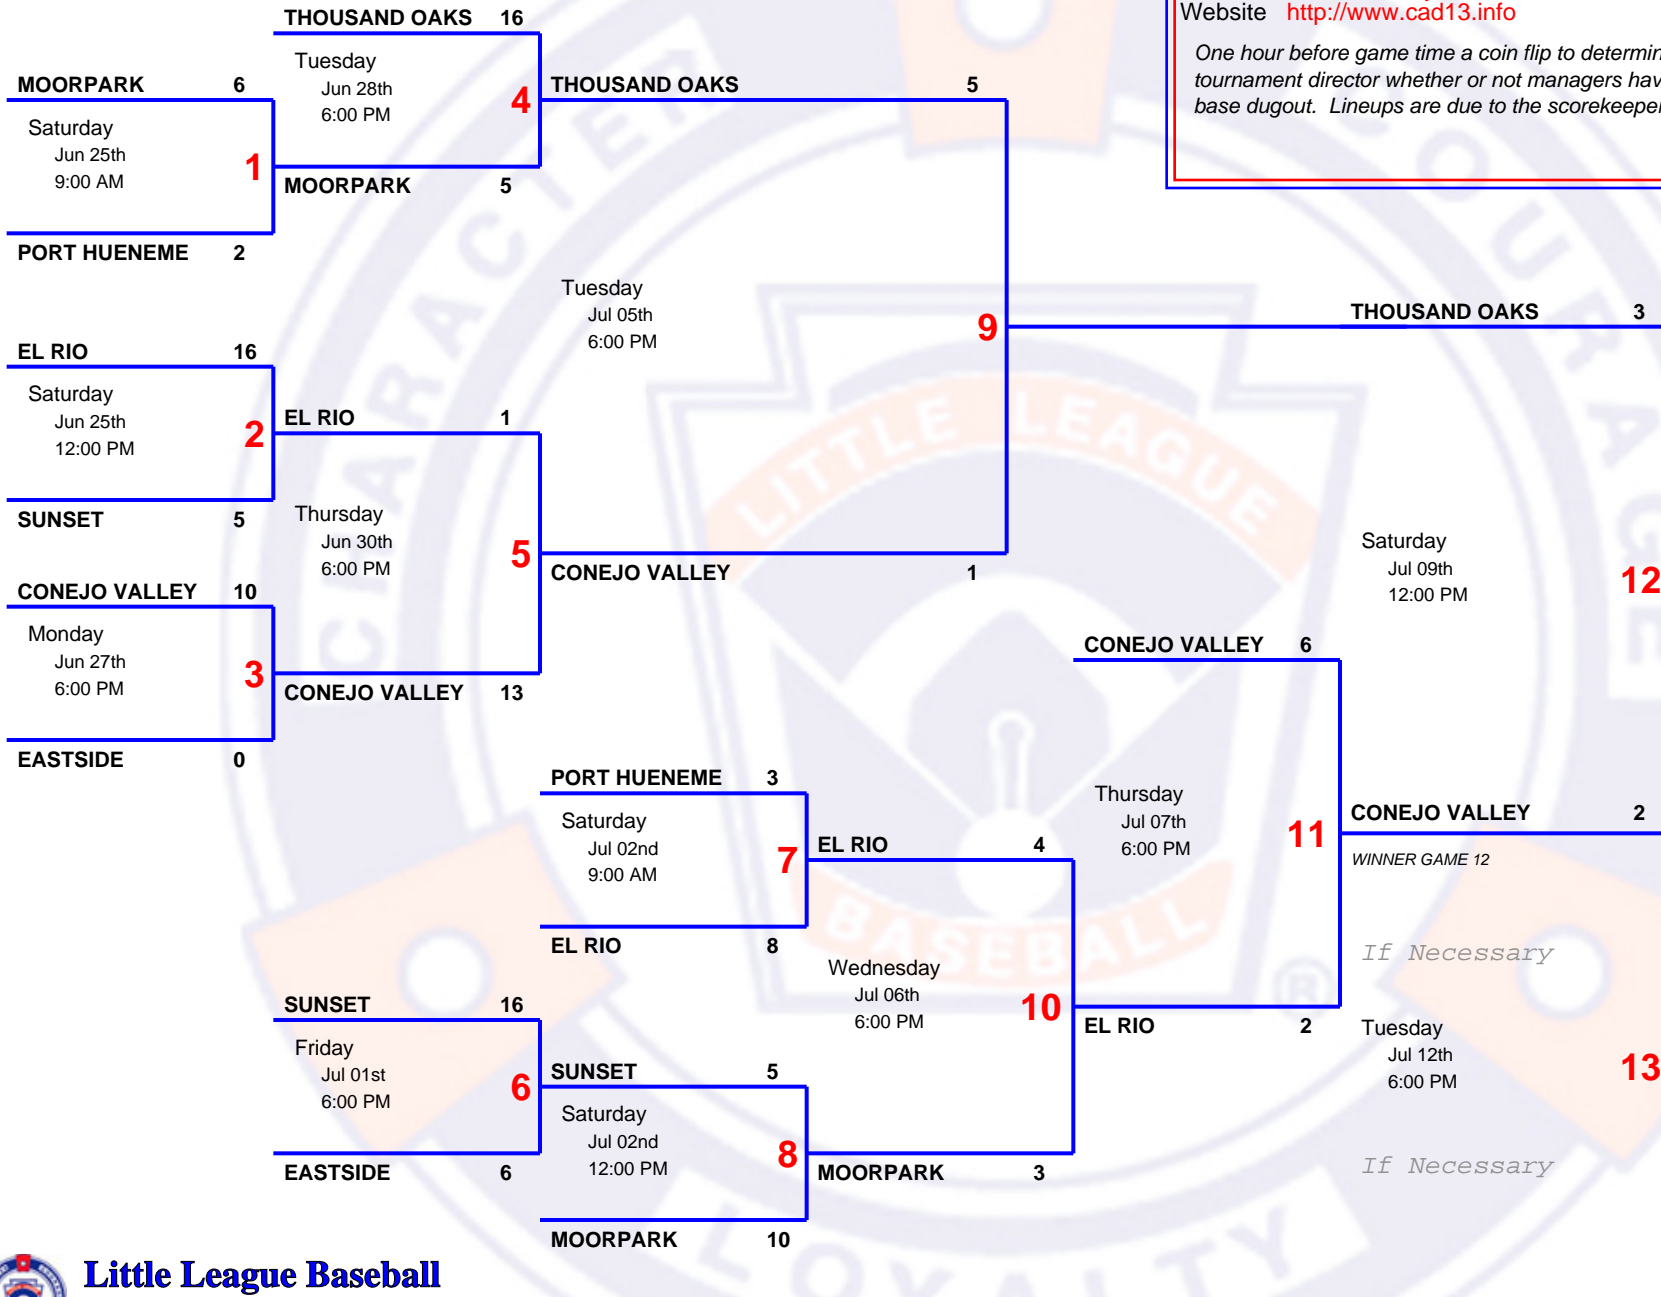 THOUSAND OAKS 16
Website http://www.cad13.info
One hour before game time a coin flip to determin
tournament director whether or not managers hav
base dugout. Lineups are due to the scorekeeper
Tuesday
Jun 28th
6:00 PM
4
MOORPARK 6
THOUSAND OAKS 5
Saturday
Jun 25th
9:00 AM
1
MOORPARK 5
PORT HUENEME 2
Tuesday
Jul 05th
6:00 PM
9
THOUSAND OAKS 3
EL RIO 16
Saturday
Jun 25th
12:00 PM
2
EL RIO 1
SUNSET 5
Thursday
Jun 30th
6:00 PM
5
CONEJO VALLEY 1
Saturday
Jul 09th
12:00 PM
12
CONEJO VALLEY 10
Monday
Jun 27th
6:00 PM
3
CONEJO VALLEY 13
CONEJO VALLEY 6
EASTSIDE 0
PORT HUENEME 3
Saturday
Jul 02nd
9:00 AM
7
EL RIO 4
Thursday
Jul 07th
6:00 PM
11
CONEJO VALLEY 2
WINNER GAME 12
EL RIO 8
If Necessary
Wednesday
Jul 06th
6:00 PM
10
SUNSET 16
EL RIO 2
Tuesday
Jul 12th
6:00 PM
13
Friday
Jul 01st
6:00 PM
6
SUNSET 5
Saturday
Jul 02nd
12:00 PM
8
EASTSIDE 6
MOORPARK 3
If Necessary
MOORPARK 10
Little League Baseball
CHARACTER
COURAGE
LOYALTY
LITTLE LEAGUE
BASEBALL
®